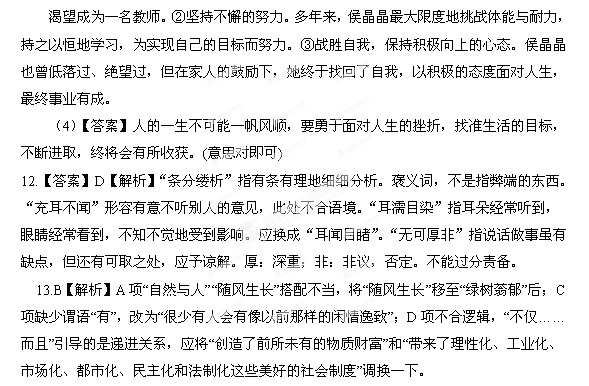 渴望成为一名教师。②坚持不懈的努力。多年来，侯晶晶最大限度地挑战体能与耐力，
持之以恒地学习，为实现自己的目标而努力。③战胜自我，保持积极向上的心态。侯晶晶
也曾低落过、绝望过，但在家人的鼓励下，她终于找回了自我，以积极的态度面对人生，
最终事业有成。
（4）【答案】人的一生不可能一帆风顺，要勇于面对人生的挫折，找准生活的目标，
不断进取，终将会有所收获。(意思对即可)
12.【答案】D【解析】“条分缕析”指有条有理地细细分析。褒义词，不是指弊端的东西。
“充耳不闻”形容有意不听别人的意见，此处不合语境。“耳需目染”指耳朵经常听到，
眼睛经常看到，不知不觉地受到影响。应换成“耳闻目睹”。“无可厚非”指说话做事虽有
缺点，但还有可取之处，应予谅解。厚：深重；非：非议，否定。不能过分责备。
13.B【解析】A 项“自然与人”“随风生长”搭配不当，将“随风生长”移至“绿树蓊郁”后；C
项缺少谓语“有”，改为“很少有人会有像以前那样的闲情逸致”；D 项不合逻辑，“不仅……
而且”引导的是递进关系，应将“创造了前所未有的物质财富”和“带来了理性化、工业化、
市场化、都市化、民主化和法制化这些美好的社会制度”调换一下。